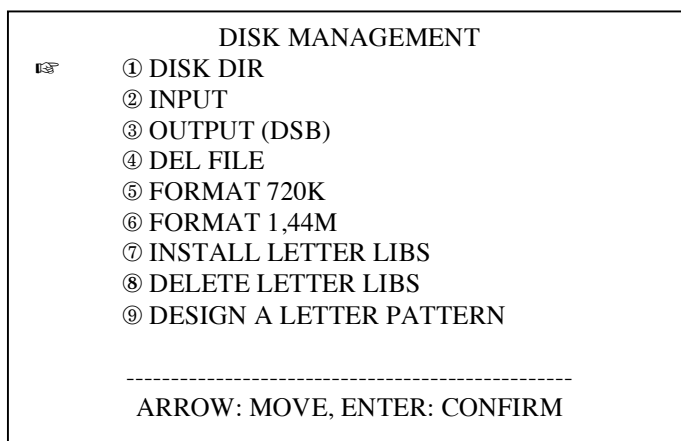 DISK MANAGEMENT
☞ ① DISK DIR
② INPUT
③ OUTPUT (DSB)
④ DEL FILE
⑤ FORMAT 720K
⑥ FORMAT 1,44M
⑦ INSTALL LETTER LIBS
⑧ DELETE LETTER LIBS
⑨ DESIGN A LETTER PATTERN
--------------------------------------------------
ARROW: MOVE, ENTER: CONFIRM